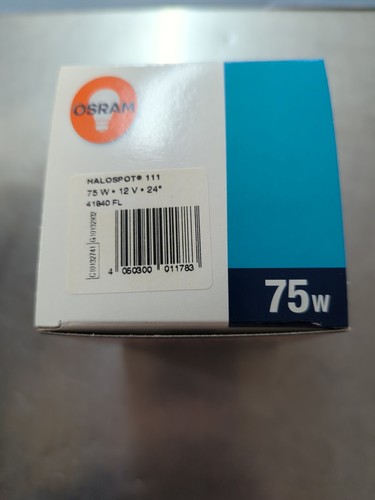 OSRAM
HALOSPOT® 111
75 W • 12 V • 24°
41840 FL
4 050300 011783
75W